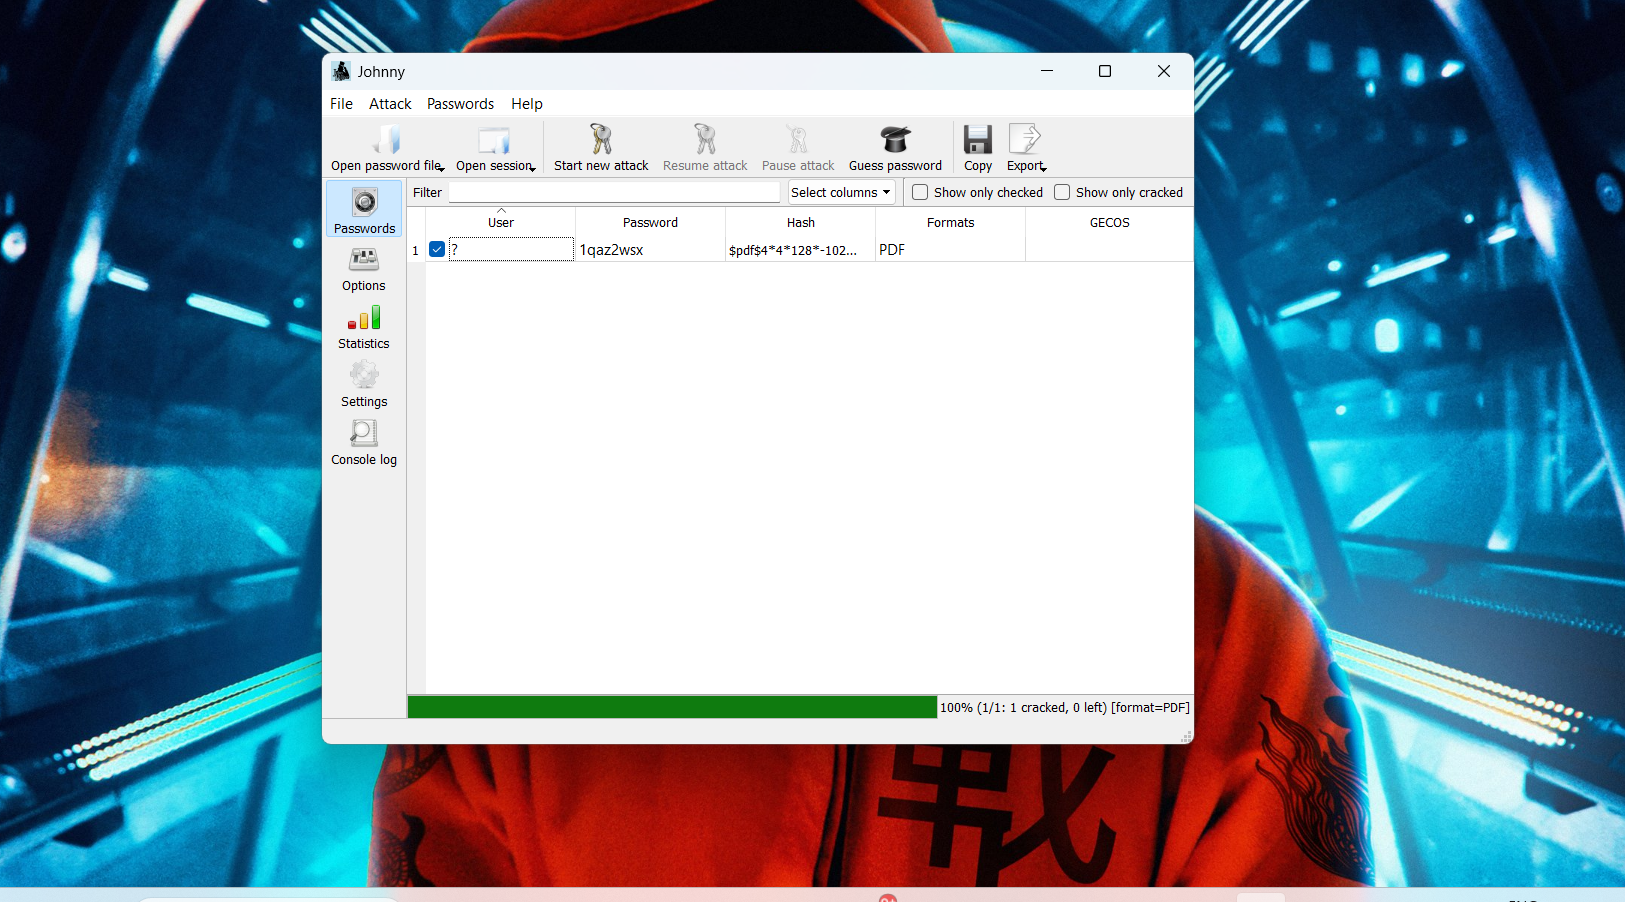 Johnny
File Attack Passwords Help
Open password file Open session Start new attack Resume attack Pause attack Guess password Copy Export
Filter Select columns Show only checked Show only cracked
Passwords
Options
Statistics
Settings
Console log
User Password Hash Formats GECOS
1 ? 1qaz2wsx $pdf$4*4*128*-102... PDF
100% (1/1: 1 cracked, 0 left) [format=PDF]
戦